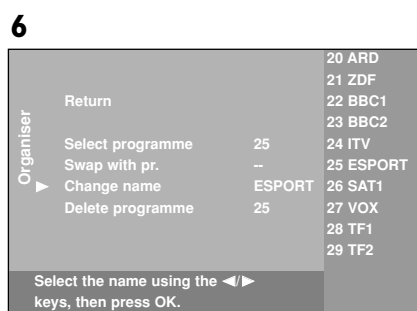 6
Organiser
Return
Select programme 25
Swap with pr. --
▶ Change name ESPORT
Delete programme 25
20 ARD
21 ZDF
22 BBC1
23 BBC2
24 ITV
25 ESPORT
26 SAT1
27 VOX
28 TF1
29 TF2
Select the name using the ◀/▶
keys, then press OK.